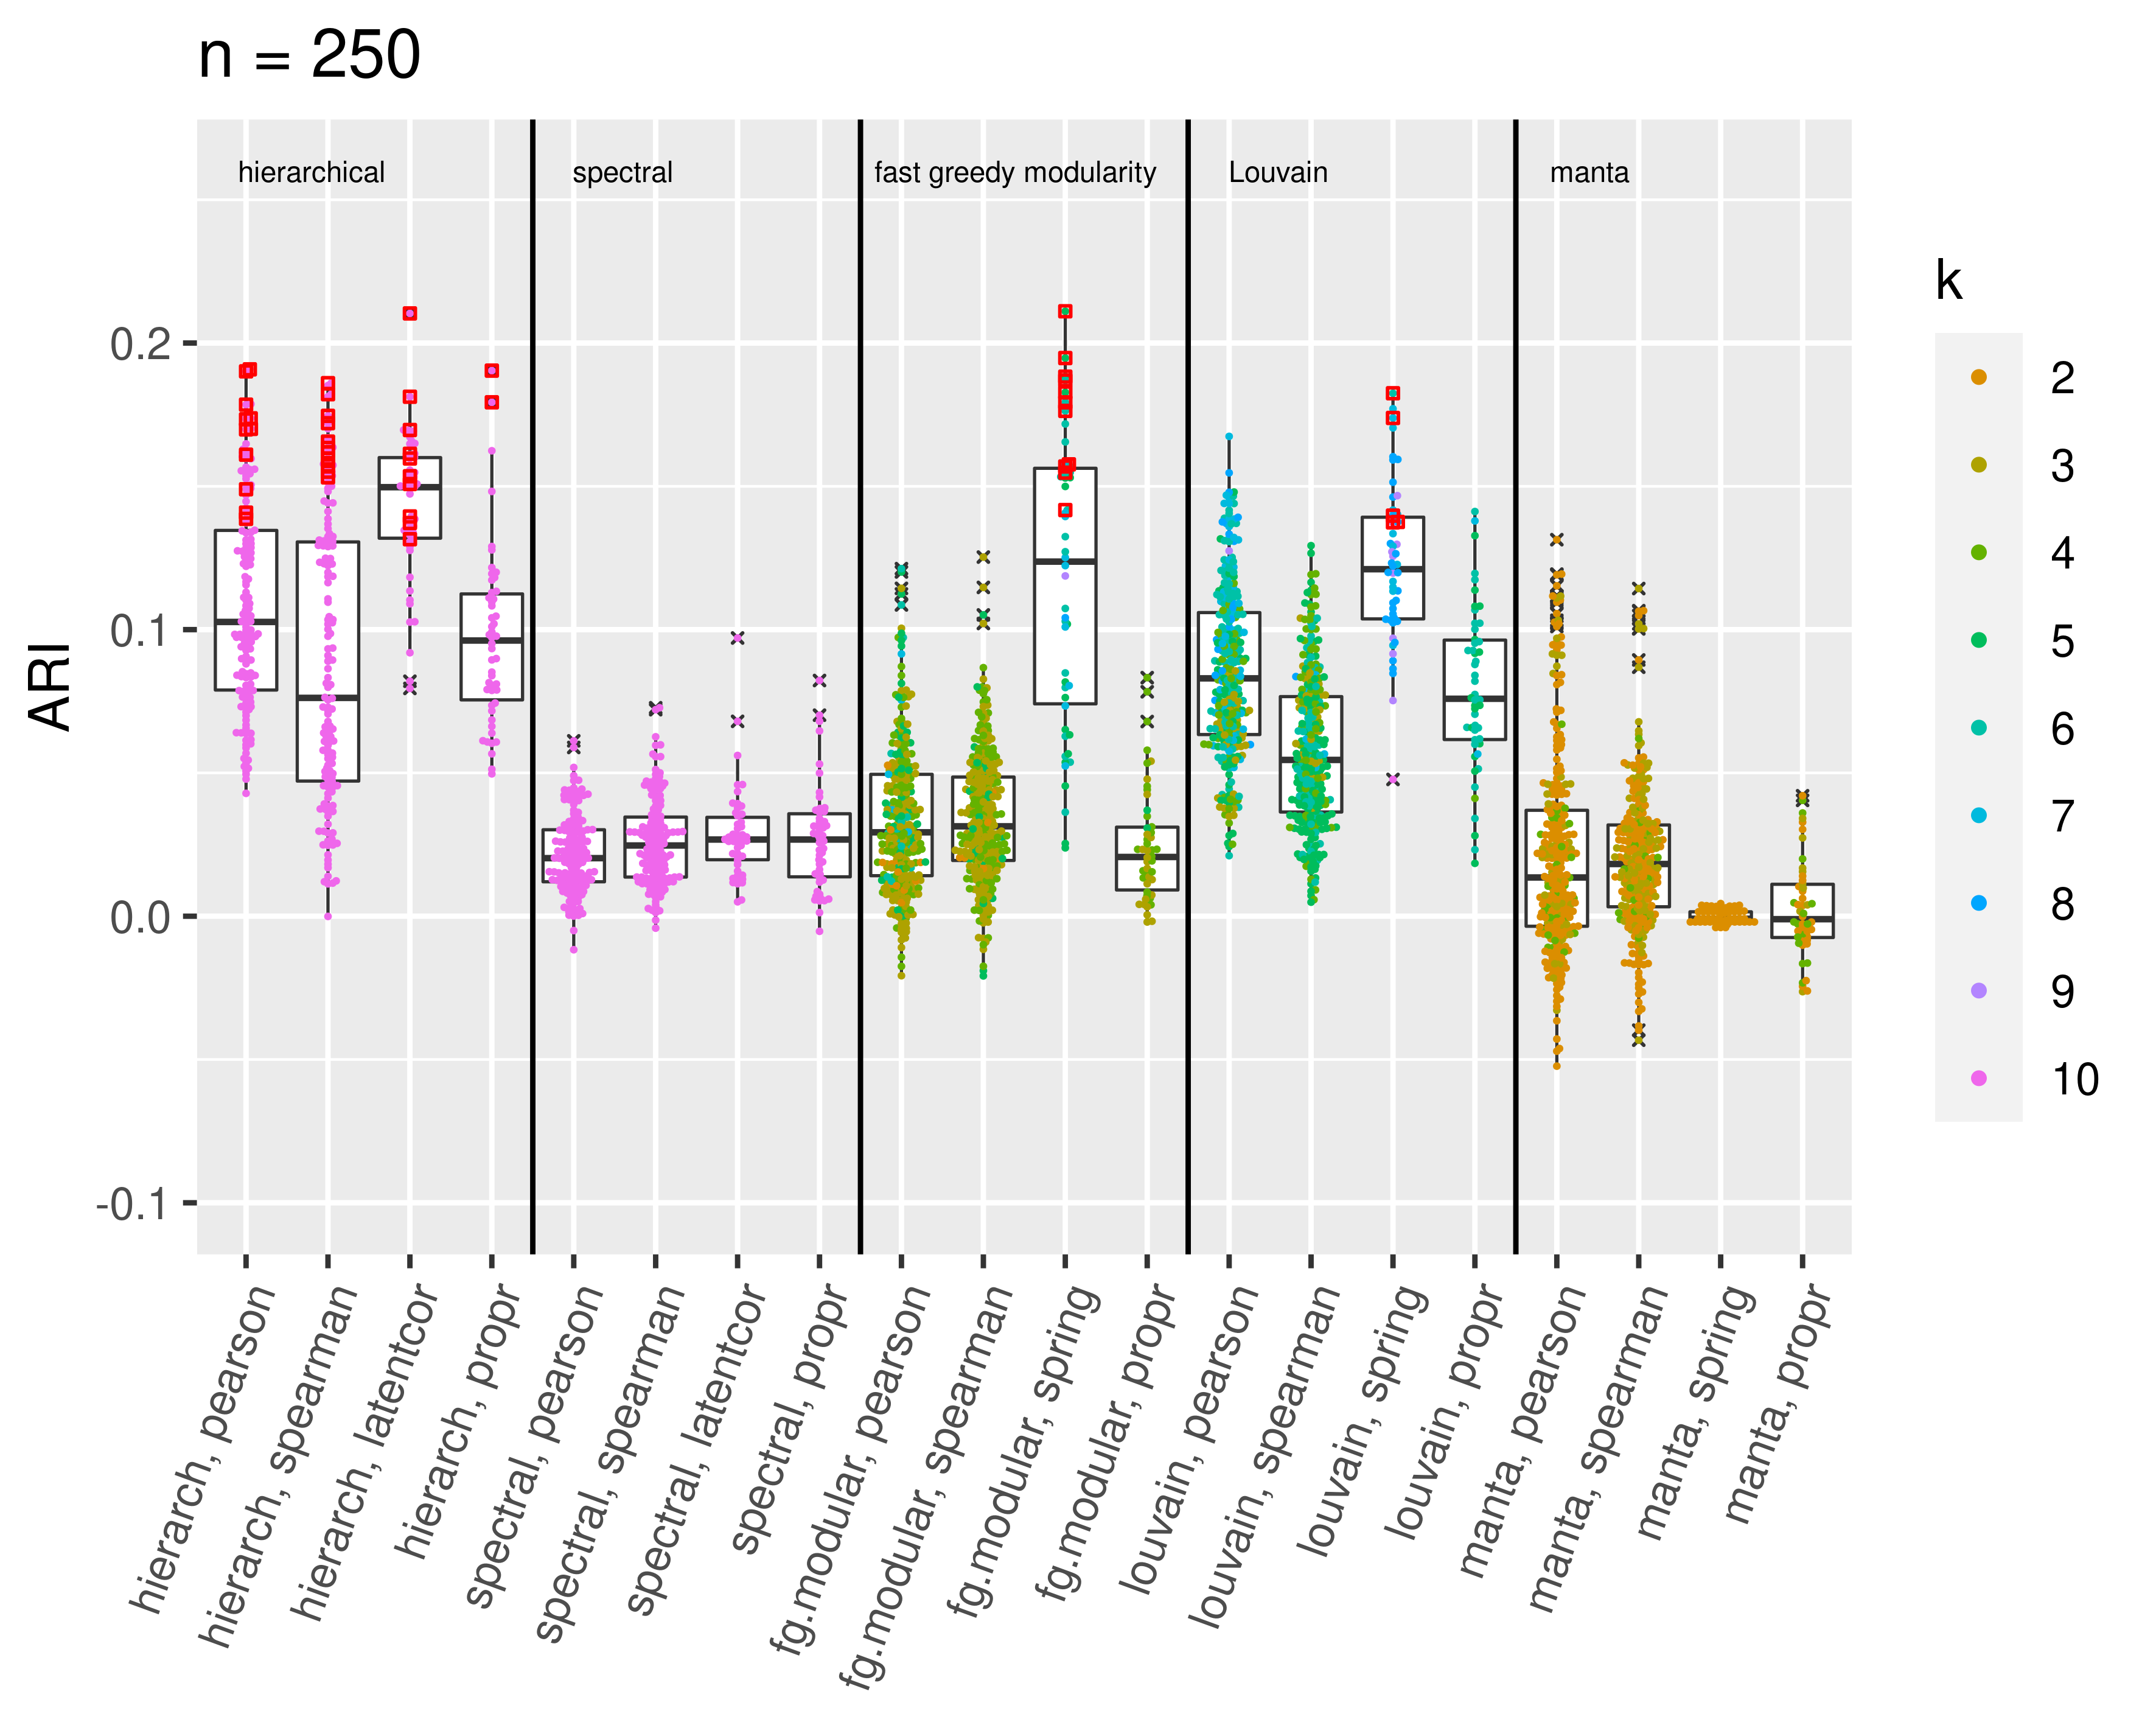 n = 250
hierarchical
spectral
fast greedy modularity
Louvain
manta
ARI
0.2
0.1
0.0
-0.1
hierarch, pearson
hierarch, spearman
hierarch, latentcor
hierarch, propr
spectral, pearson
spectral, spearman
spectral, latentcor
spectral, propr
fg.modular, pearson
fg.modular, spearman
fg.modular, spring
fg.modular, propr
louvain, pearson
louvain, spearman
louvain, spring
louvain, propr
manta, pearson
manta, spearman
manta, spring
manta, propr
k
2
3
4
5
6
7
8
9
10